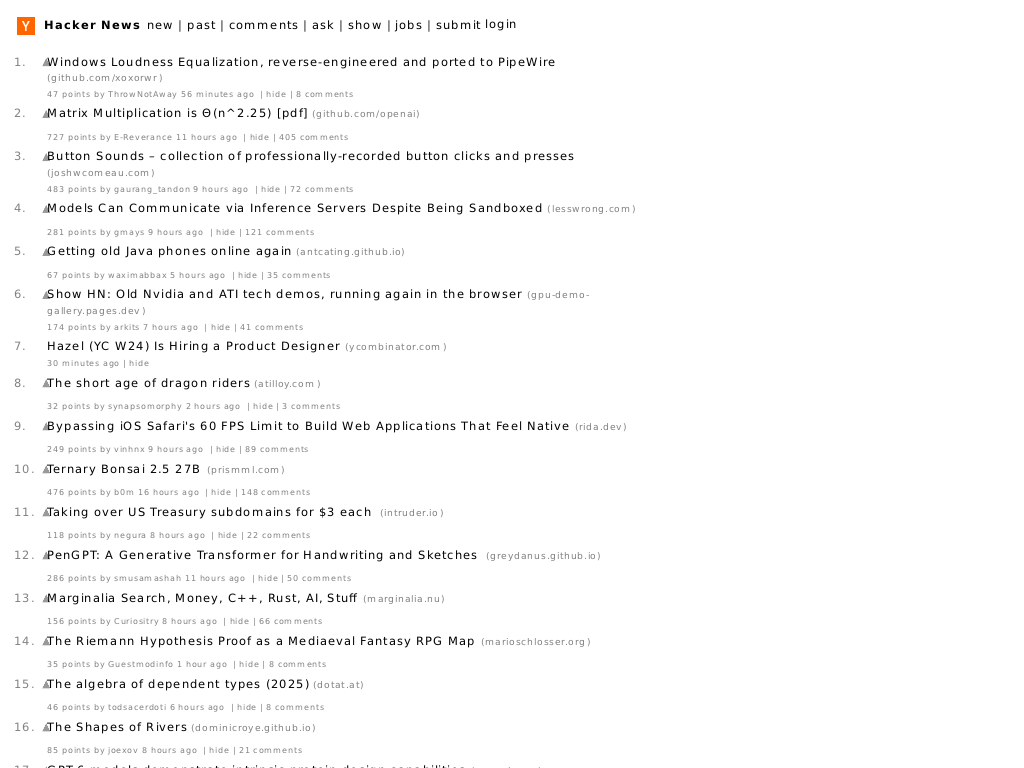 Y Hacker News new | past | comments | ask | show | jobs | submit login
1. Windows Loudness Equalization, reverse-engineered and ported to PipeWire
(github.com/xoxorwr)
47 points by ThrowNotAway 56 minutes ago | hide | 8 comments
2. Matrix Multiplication is Θ(n^2.25) [pdf] (github.com/openai)
727 points by E-Reverance 11 hours ago | hide | 405 comments
3. Button Sounds – collection of professionally-recorded button clicks and presses
(joshwcomeau.com)
483 points by gaurang_tandon 9 hours ago | hide | 72 comments
4. Models Can Communicate via Inference Servers Despite Being Sandboxed (lesswrong.com)
281 points by gmays 9 hours ago | hide | 121 comments
5. Getting old Java phones online again (antcating.github.io)
67 points by waximabbax 5 hours ago | hide | 35 comments
6. Show HN: Old Nvidia and ATI tech demos, running again in the browser (gpu-demo-
gallery.pages.dev)
174 points by arkits 7 hours ago | hide | 41 comments
7. Hazel (YC W24) Is Hiring a Product Designer (ycombinator.com)
30 minutes ago | hide
8. The short age of dragon riders (atilloy.com)
32 points by synapsomorphy 2 hours ago | hide | 3 comments
9. Bypassing iOS Safari's 60 FPS Limit to Build Web Applications That Feel Native (rida.dev)
249 points by vinhnx 9 hours ago | hide | 89 comments
10. Ternary Bonsai 2.5 27B (prismml.com)
476 points by b0m 16 hours ago | hide | 148 comments
11. Taking over US Treasury subdomains for $3 each (intruder.io)
118 points by negura 8 hours ago | hide | 22 comments
12. PenGPT: A Generative Transformer for Handwriting and Sketches (greydanus.github.io)
286 points by smusamashah 11 hours ago | hide | 50 comments
13. Marginalia Search, Money, C++, Rust, AI, Stuff (marginalia.nu)
156 points by Curiositry 8 hours ago | hide | 66 comments
14. The Riemann Hypothesis Proof as a Mediaeval Fantasy RPG Map (marioschlosser.org)
35 points by Guestmodinfo 1 hour ago | hide | 8 comments
15. The algebra of dependent types (2025) (dotat.at)
46 points by todsacerdoti 6 hours ago | hide | 8 comments
16. The Shapes of Rivers (dominicroye.github.io)
85 points by joexov 8 hours ago | hide | 21 comments